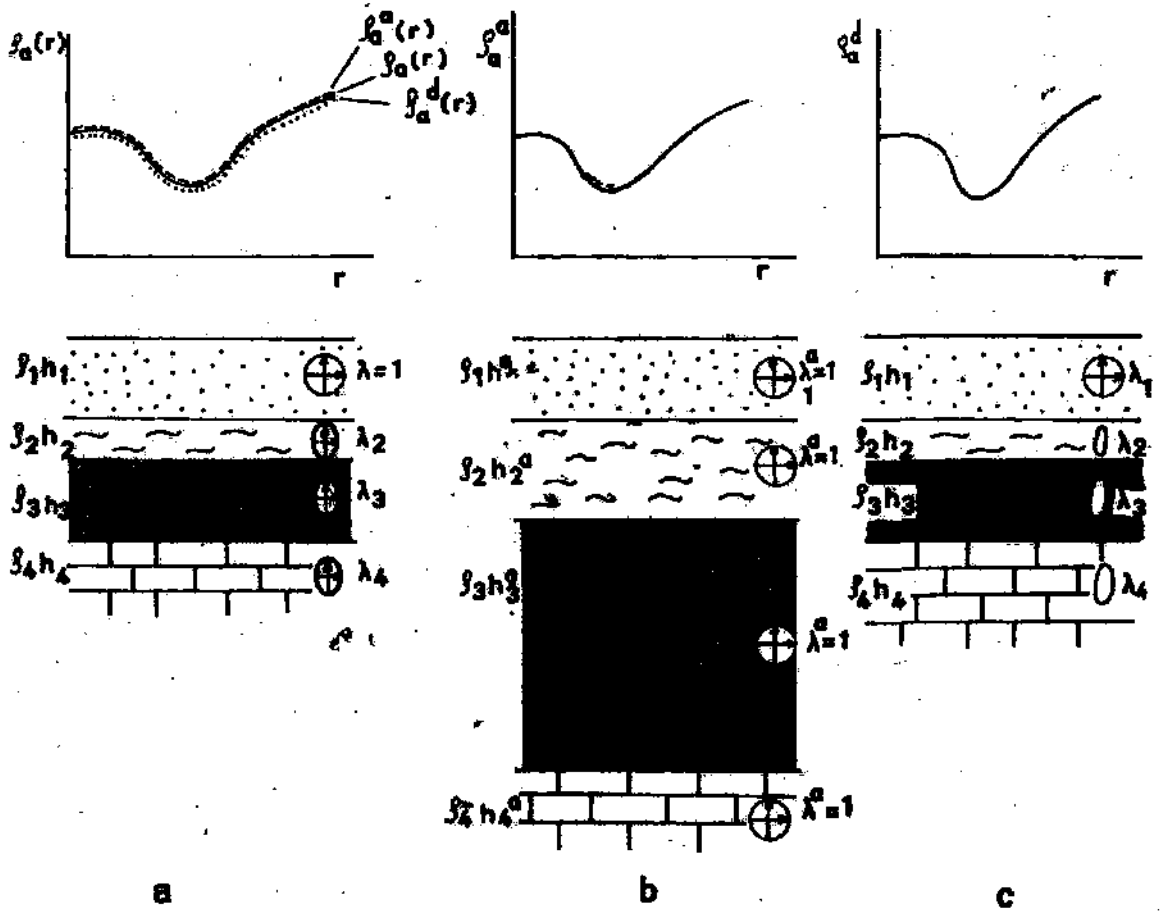 ρₐ(r)
ρₐᵃ(r)
ρₐ(r)
ρₐᵈ(r)
r
ρₐᵃ
r
ρₐᵈ
r
ρ₁h₁
λ=1
ρ₂h₂
λ₂
ρ₃h₃
λ₃
ρ₄h₄
λ₄
λᵃ=1
1
ρ₂h₂ᵃ
λᵃ=1
λᵃ=1
ρ₄h₄ᵃ
λᵃ=1
ρ₁h₁
λ₁
ρ₂h₂
λ₂
ρ₃h₃
λ₃
ρ₄h₄
λ₄
a
b
c